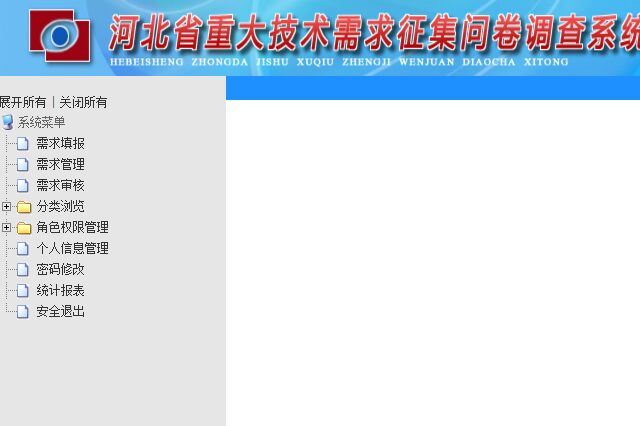 河北省重大技术需求征集问卷调查系统
HEBEISHENG ZHONGDA JISHU XUQIU ZHENGJI WENJUAN DIAOCHA XITONG
展开所有 | 关闭所有
系统菜单
需求填报
需求管理
需求审核
分类浏览
角色权限管理
个人信息管理
密码修改
统计报表
安全退出